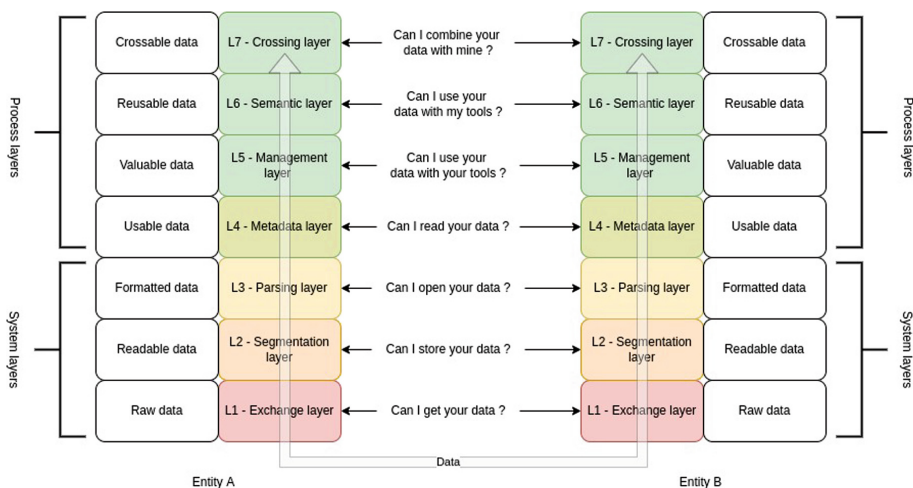 Process layers
Crossable data
L7 - Crossing layer
Can I combine your
data with mine ?
L7 - Crossing layer
Crossable data
Process layers
Reusable data
L6 - Semantic layer
Can I use your
data with my tools ?
L6 - Semantic layer
Reusable data
Valuable data
L5 - Management
layer
Can I use your
data with your tools ?
L5 - Management
layer
Valuable data
Usable data
L4 - Metadata layer
Can I read your data ?
L4 - Metadata layer
Usable data
System layers
Formatted data
L3 - Parsing layer
Can I open your data ?
L3 - Parsing layer
Formatted data
System layers
Readable data
L2 - Segmentation
layer
Can I store your data ?
L2 - Segmentation
layer
Readable data
Raw data
L1 - Exchange layer
Can I get your data ?
L1 - Exchange layer
Raw data
Data
Entity A
Entity B